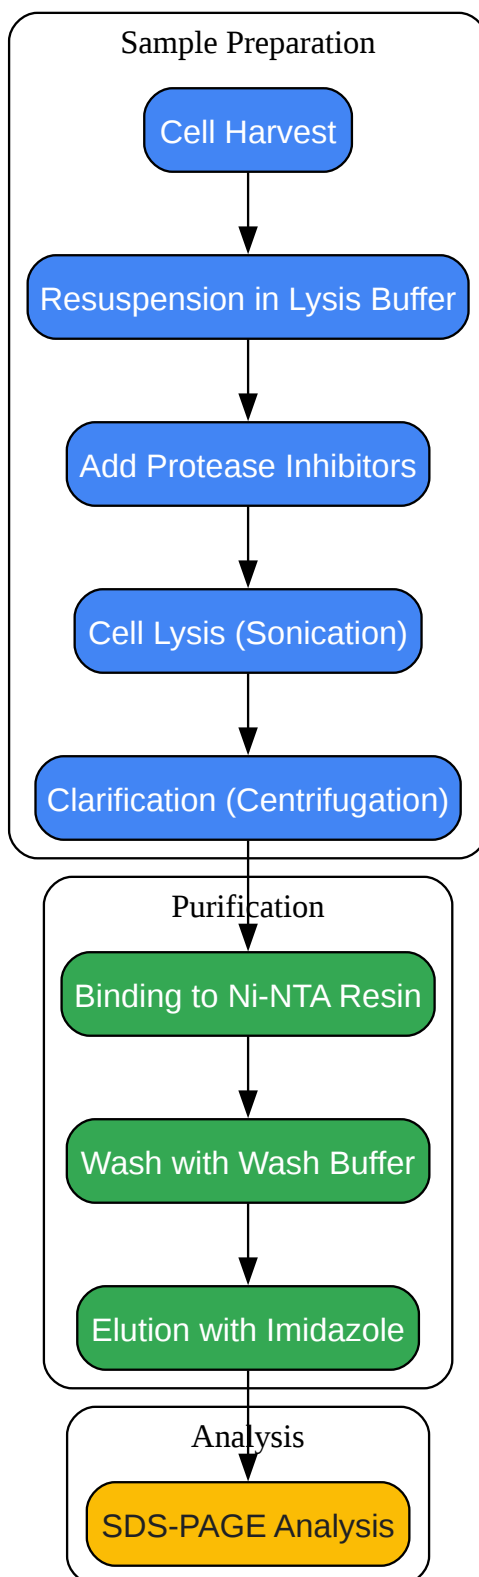 Sample Preparation
Cell Harvest
Resuspension in Lysis Buffer
Add Protease Inhibitors
Cell Lysis (Sonication)
Clarification (Centrifugation)
Purification
Binding to Ni-NTA Resin
Wash with Wash Buffer
Elution with Imidazole
Analysis
SDS-PAGE Analysis